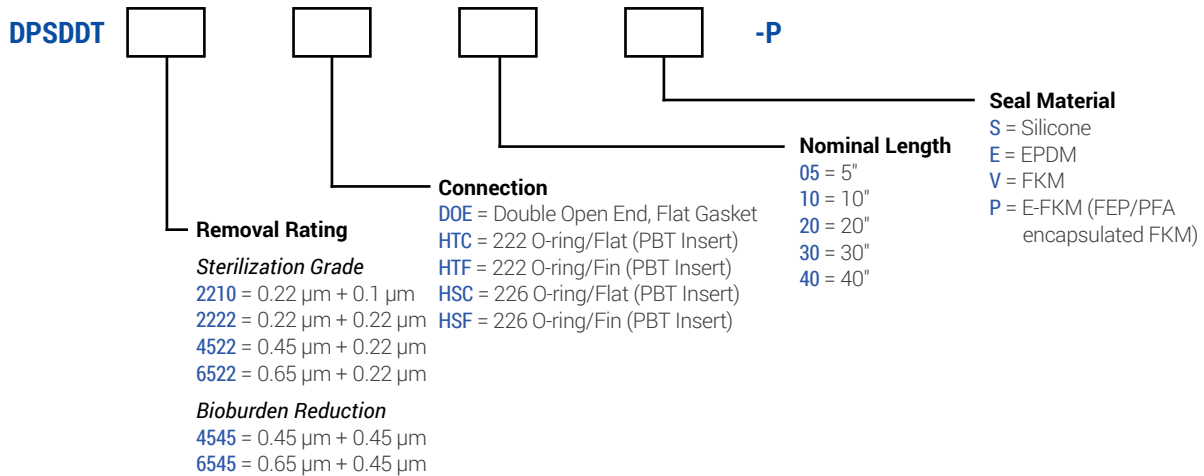 DPSDDT -P
Removal Rating
Sterilization Grade
2210 = 0.22 µm + 0.1 µm
2222 = 0.22 µm + 0.22 µm
4522 = 0.45 µm + 0.22 µm
6522 = 0.65 µm + 0.22 µm
Bioburden Reduction
4545 = 0.45 µm + 0.45 µm
6545 = 0.65 µm + 0.45 µm
Connection
DOE = Double Open End, Flat Gasket
HTC = 222 O-ring/Flat (PBT Insert)
HTF = 222 O-ring/Fin (PBT Insert)
HSC = 226 O-ring/Flat (PBT Insert)
HSF = 226 O-ring/Fin (PBT Insert)
Nominal Length
05 = 5"
10 = 10"
20 = 20"
30 = 30"
40 = 40"
Seal Material
S = Silicone
E = EPDM
V = FKM
P = E-FKM (FEP/PFA
encapsulated FKM)